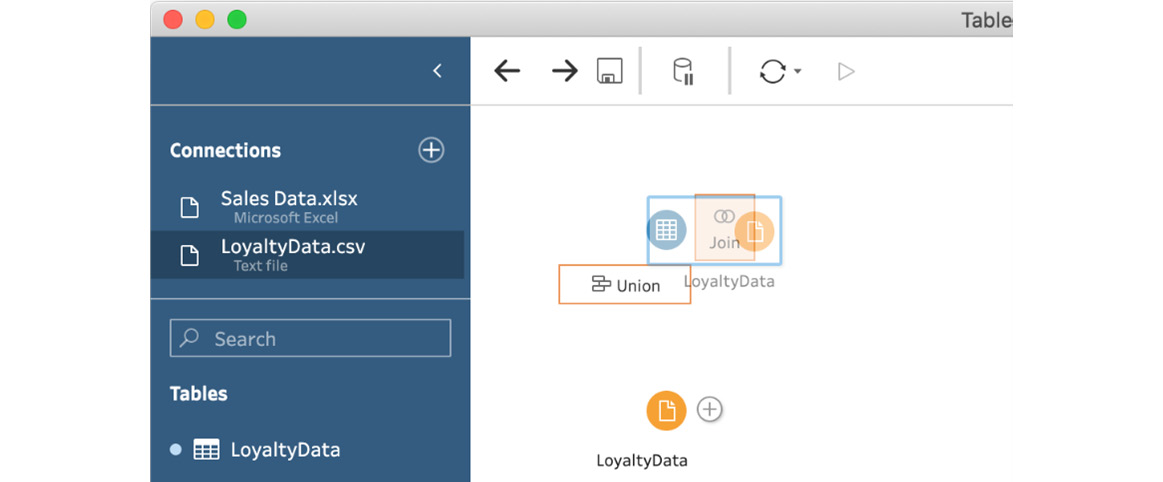 Table
Connections
Sales Data.xlsx
Microsoft Excel
LoyaltyData.csv
Text file
Search
Tables
LoyaltyData
Join
LoyaltyData
Union
LoyaltyData